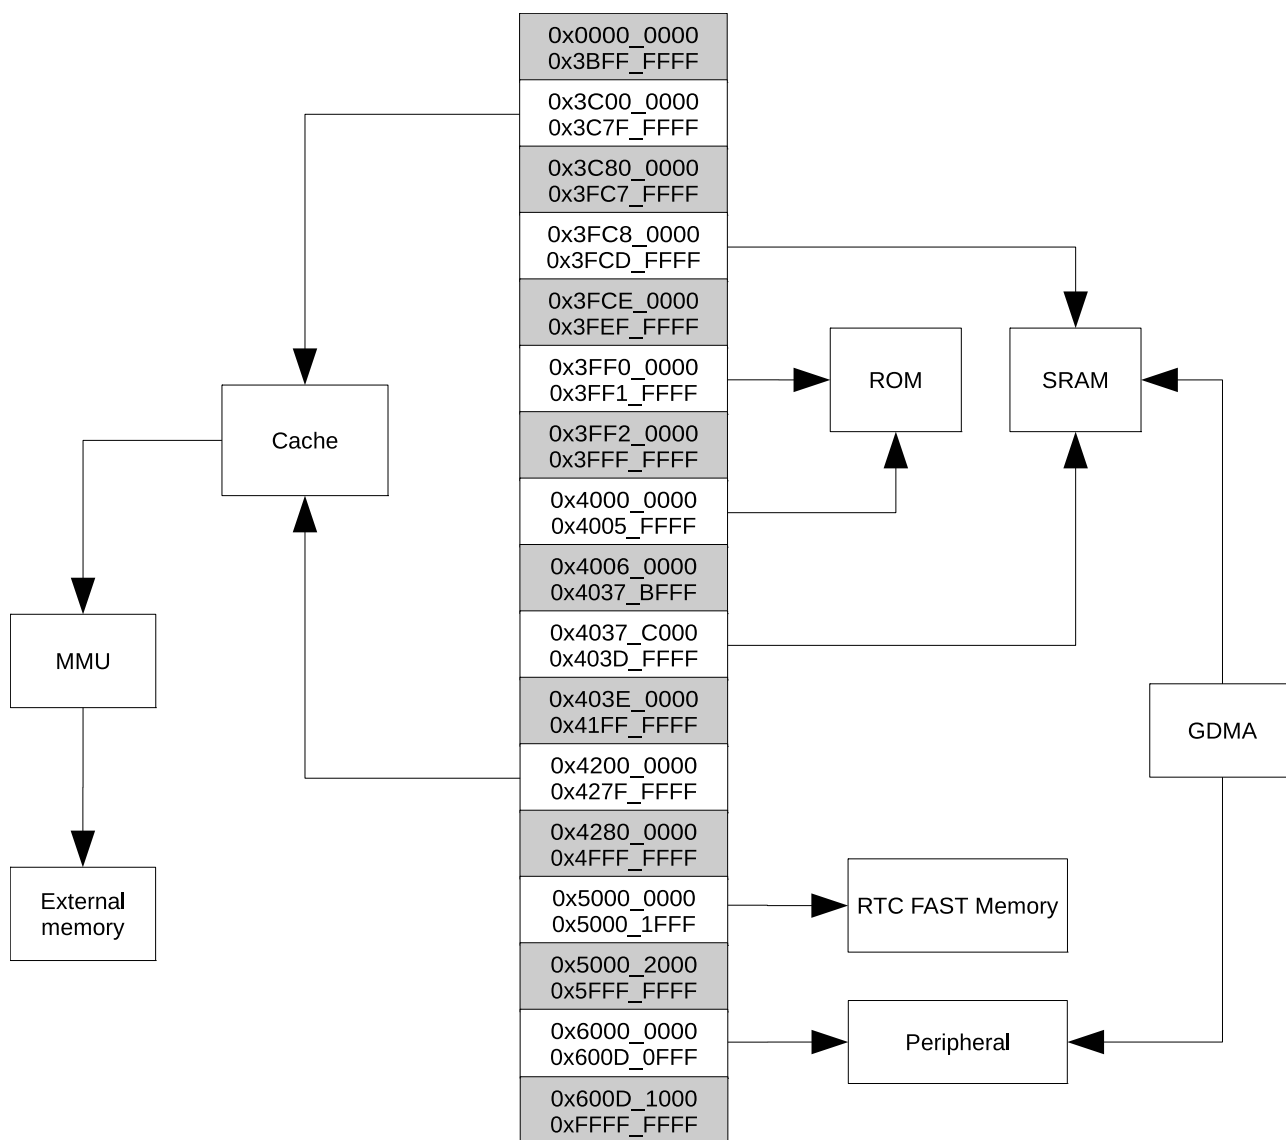 0x0000_0000
0x3BFF_FFFF
0x3C00_0000
0x3C7F_FFFF
0x3C80_0000
0x3FC7_FFFF
0x3FC8_0000
0x3FCD_FFFF
0x3FCE_0000
0x3FEF_FFFF
0x3FF0_0000
0x3FF1_FFFF
0x3FF2_0000
0x3FFF_FFFF
0x4000_0000
0x4005_FFFF
0x4006_0000
0x4037_BFFF
0x4037_C000
0x403D_FFFF
0x403E_0000
0x41FF_FFFF
0x4200_0000
0x427F_FFFF
0x4280_0000
0x4FFF_FFFF
0x5000_0000
0x5000_1FFF
0x5000_2000
0x5FFF_FFFF
0x6000_0000
0x600D_0FFF
0x600D_1000
0xFFFF_FFFF
Cache
MMU
External
memory
ROM
SRAM
GDMA
RTC FAST Memory
Peripheral